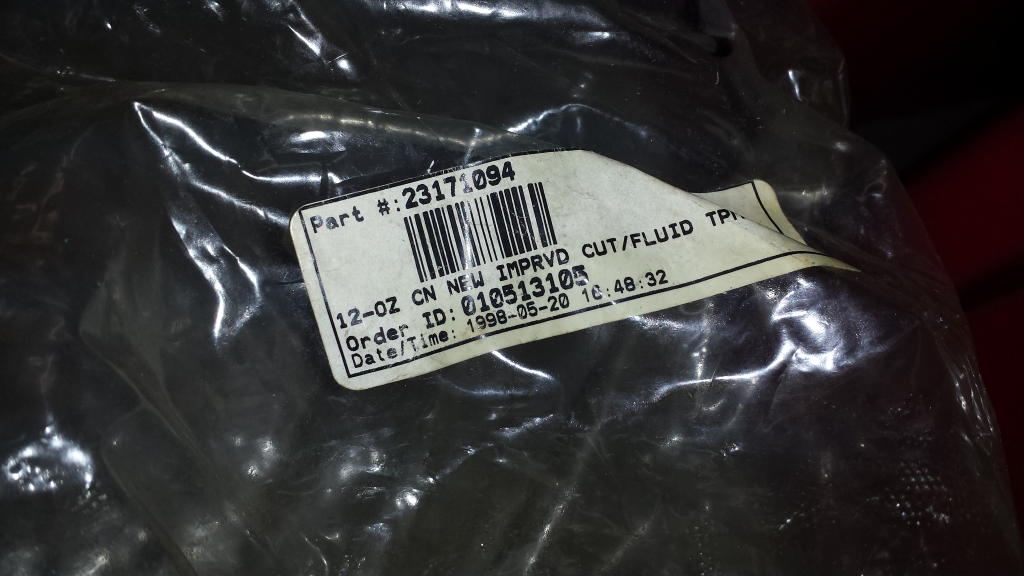 Part #:23171094
12-OZ CN NEW IMPRVD CUT/FLUID
Order ID: 010513105
Date/Time: 1998-05-20 16:48:32